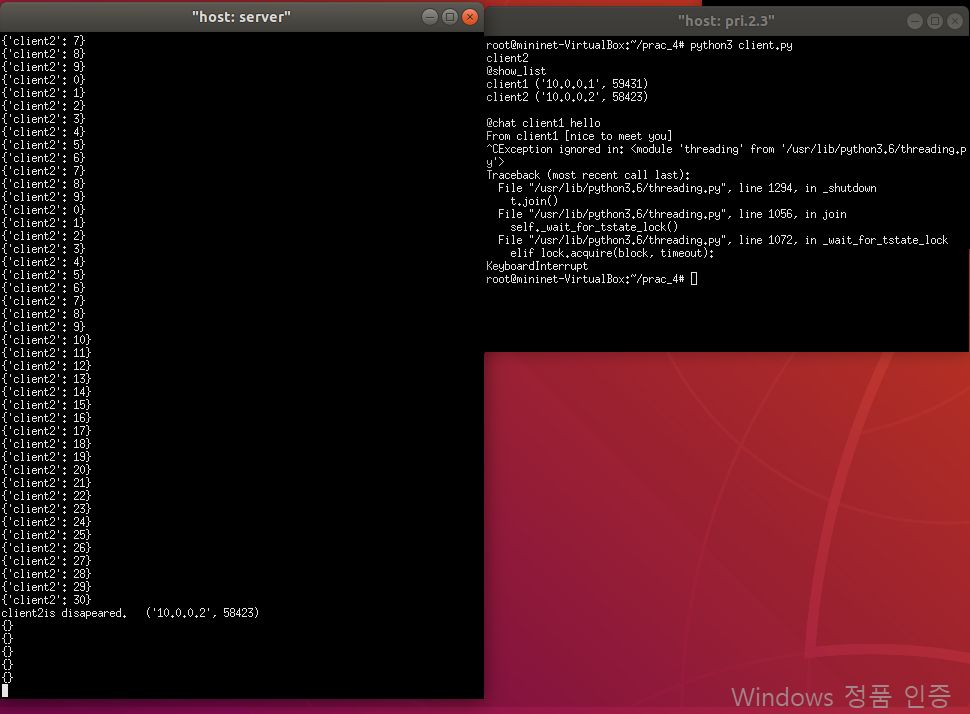 "host: server"
{'client2': 7}
{'client2': 8}
{'client2': 9}
{'client2': 0}
{'client2': 1}
{'client2': 2}
{'client2': 3}
{'client2': 4}
{'client2': 5}
{'client2': 6}
{'client2': 7}
{'client2': 8}
{'client2': 9}
{'client2': 0}
{'client2': 1}
{'client2': 2}
{'client2': 3}
{'client2': 4}
{'client2': 5}
{'client2': 6}
{'client2': 7}
{'client2': 8}
{'client2': 9}
{'client2': 10}
{'client2': 11}
{'client2': 12}
{'client2': 13}
{'client2': 14}
{'client2': 15}
{'client2': 16}
{'client2': 17}
{'client2': 18}
{'client2': 19}
{'client2': 20}
{'client2': 21}
{'client2': 22}
{'client2': 23}
{'client2': 24}
{'client2': 25}
{'client2': 26}
{'client2': 27}
{'client2': 28}
{'client2': 29}
{'client2': 30}
client2is disapeared.   ('10.0.0.2', 58423)
{}
{}
{}
{}
{}
"host: pri.2.3"
root@mininet-VirtualBox:~/prac_4# python3 client.py
client2
@show_list
client1 ('10.0.0.1', 59431)
client2 ('10.0.0.2', 58423)
@chat client1 hello
From client1 [nice to meet you]
^CException ignored in: <module 'threading' from '/usr/lib/python3.6/threading.p
y'>
Traceback (most recent call last):
  File "/usr/lib/python3.6/threading.py", line 1294, in _shutdown
    t.join()
  File "/usr/lib/python3.6/threading.py", line 1056, in join
    self._wait_for_tstate_lock()
  File "/usr/lib/python3.6/threading.py", line 1072, in _wait_for_tstate_lock
    elif lock.acquire(block, timeout):
KeyboardInterrupt
root@mininet-VirtualBox:~/prac_4#
Windows 정품 인증